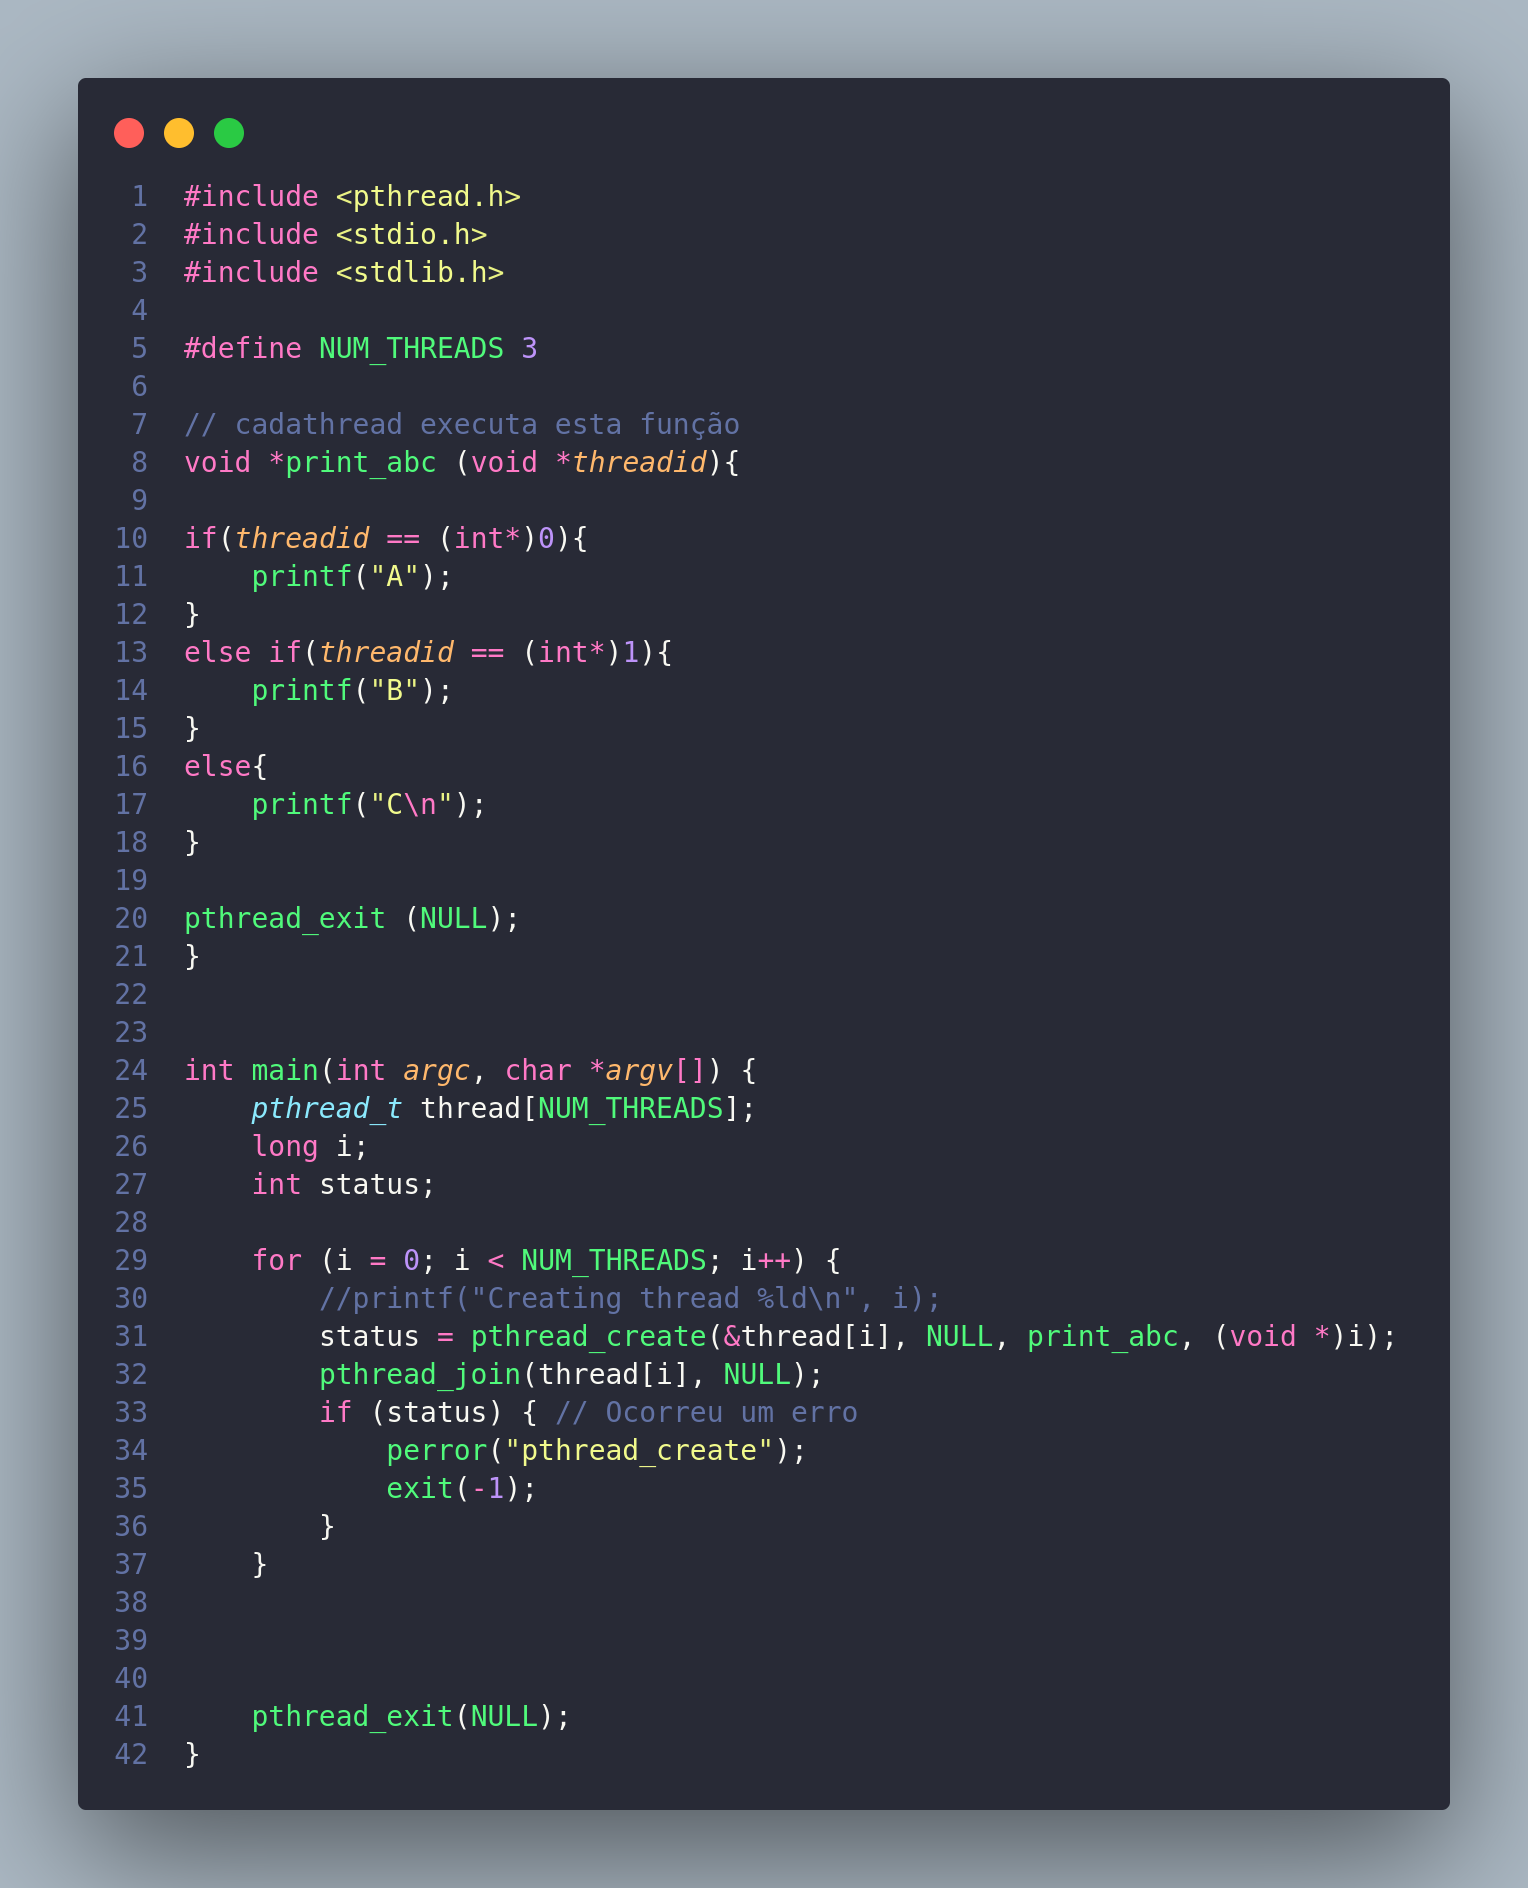 1 #include <pthread.h>
2 #include <stdio.h>
3 #include <stdlib.h>
4
5 #define NUM_THREADS 3
6
7 // cadathread executa esta função
8 void *print_abc (void *threadid){
9
10 if(threadid == (int*)0){
11     printf("A");
12 }
13 else if(threadid == (int*)1){
14     printf("B");
15 }
16 else{
17     printf("C\n");
18 }
19
20 pthread_exit (NULL);
21 }
22
23
24 int main(int argc, char *argv[]) {
25     pthread_t thread[NUM_THREADS];
26     long i;
27     int status;
28
29     for (i = 0; i < NUM_THREADS; i++) {
30         //printf("Creating thread %ld\n", i);
31         status = pthread_create(&thread[i], NULL, print_abc, (void *)i);
32         pthread_join(thread[i], NULL);
33         if (status) { // Ocorreu um erro
34             perror("pthread_create");
35             exit(-1);
36         }
37     }
38
39
40
41     pthread_exit(NULL);
42 }